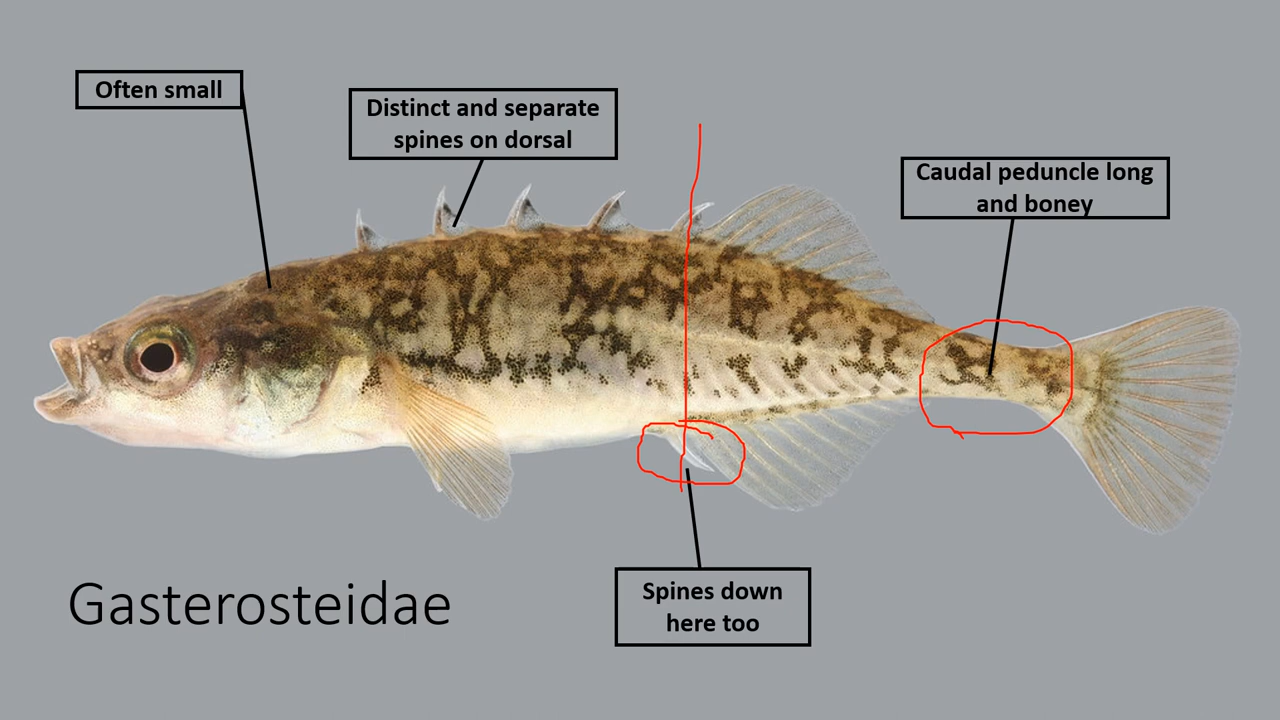 Often small
Distinct and separate
spines on dorsal
Caudal peduncle long
and boney
Spines down
here too
Gasterosteidae